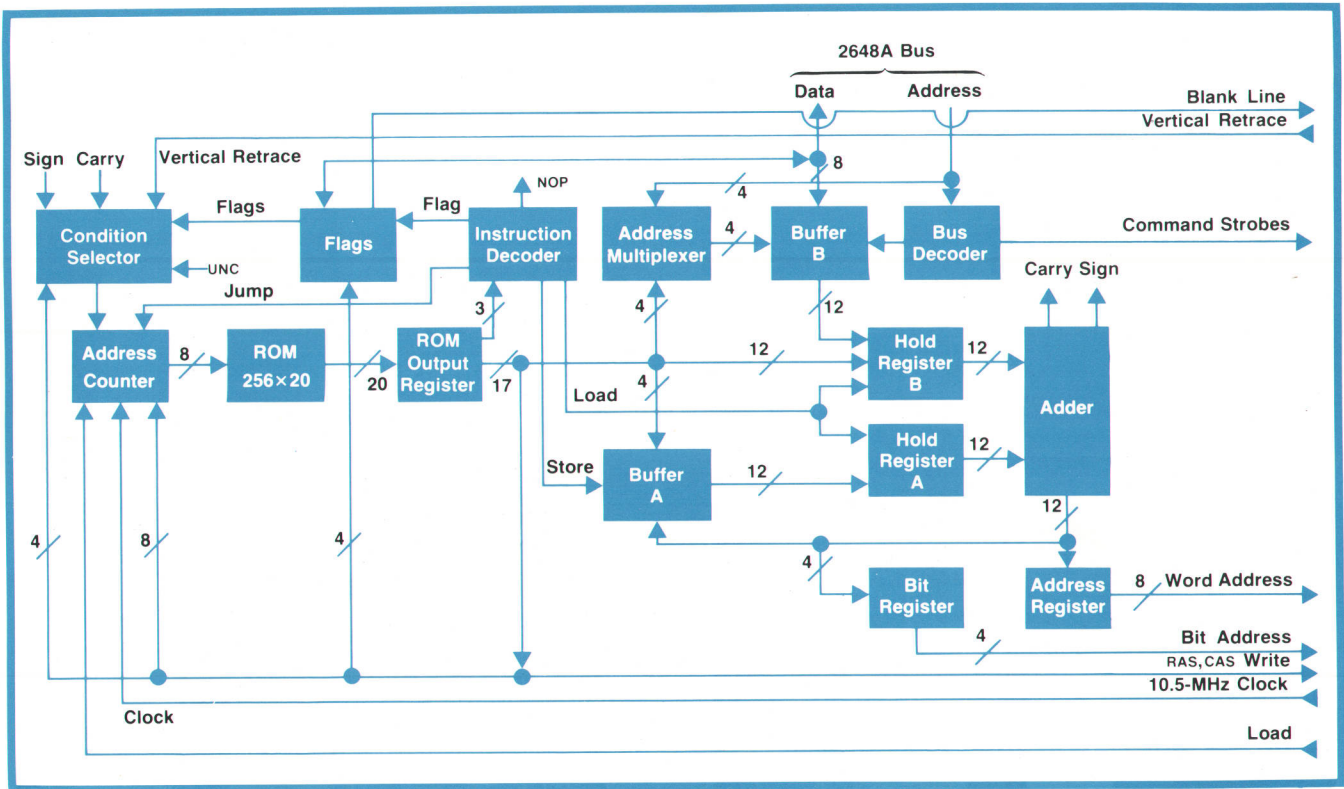 2648A Bus
Data
Address
Blank Line
Vertical Retrace
Sign Carry
Vertical Retrace
8
NOP
4
Flags
Flag
Condition
Selector
Flags
Instruction
Decoder
Address
Multiplexer
4
Buffer
B
Bus
Decoder
Command Strobes
UNC
Jump
Carry Sign
3
4
12
Address
Counter
8
ROM
256×20
20
ROM
Output
Register
17
12
Hold
Register
B
12
Adder
4
Load
Hold
Register
A
12
Store
Buffer
A
12
12
4
8
4
4
Bit
Register
Address
Register
8
Word Address
4
Bit Address
RAS,CAS Write
10.5-MHz Clock
Clock
Load